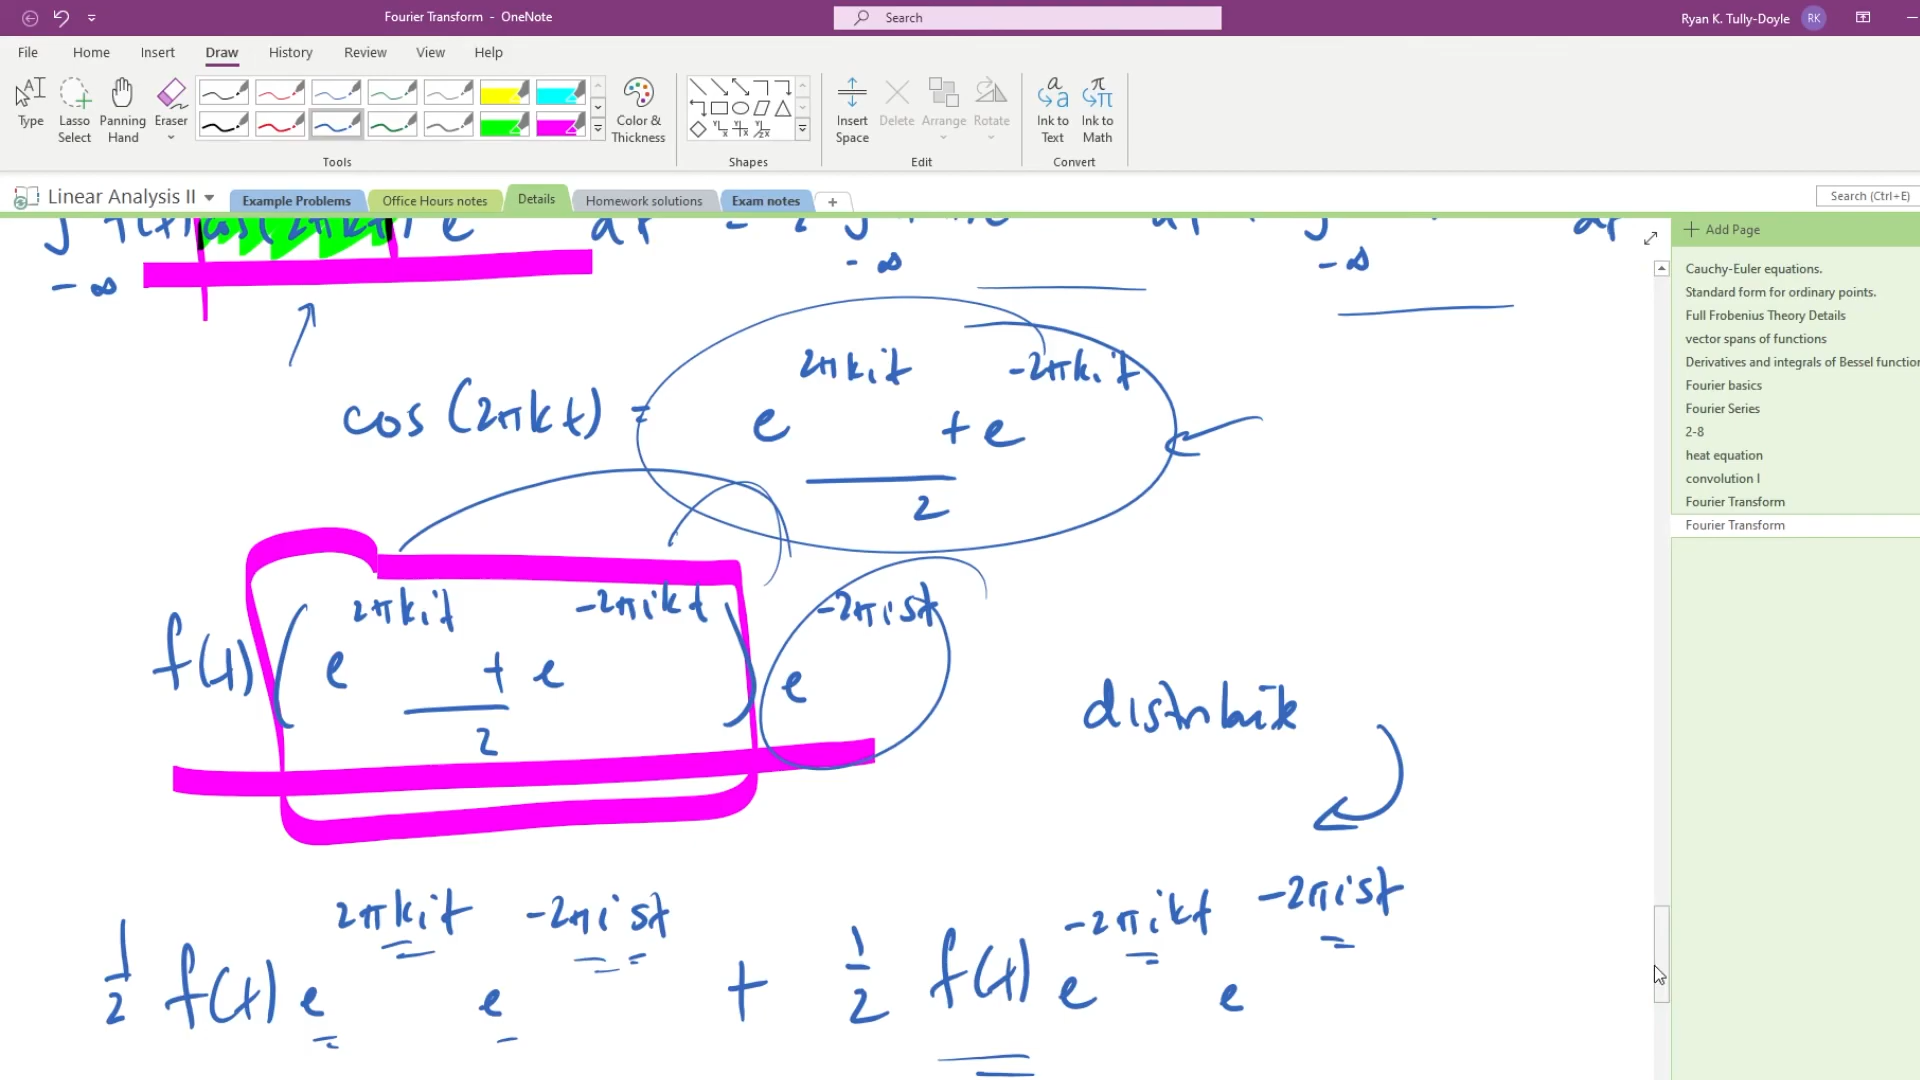 Fourier Transform - OneNote
Search
Ryan K. Tully-Doyle
RK
File Home Insert Draw History Review View Help
Type
Lasso Select
Panning Hand
Eraser
Color & Thickness
Insert Space
Delete
Arrange
Rotate
Ink to Text
Ink to Math
Tools
Shapes
Edit
Convert
Linear Analysis II
Example Problems
Office Hours notes
Details
Homework solutions
Exam notes
Search (Ctrl+E)
Add Page
Cauchy-Euler equations.
Standard form for ordinary points.
Full Frobenius Theory Details
vector spans of functions
Derivatives and integrals of Bessel function
Fourier basics
Fourier Series
2-8
heat equation
convolution I
Fourier Transform
Fourier Transform
-∞ -∞ -∞
cos(2πkt) = (e^{2πkit} + e^{-2πkit})/2
f(t) ((e^{2πkit} + e^{-2πikt})/2) e^{-2πist}
distribute
1/2 f(t) e^{2πkit} e^{-2πist} + 1/2 f(t) e^{-2πikt} e^{-2πist}